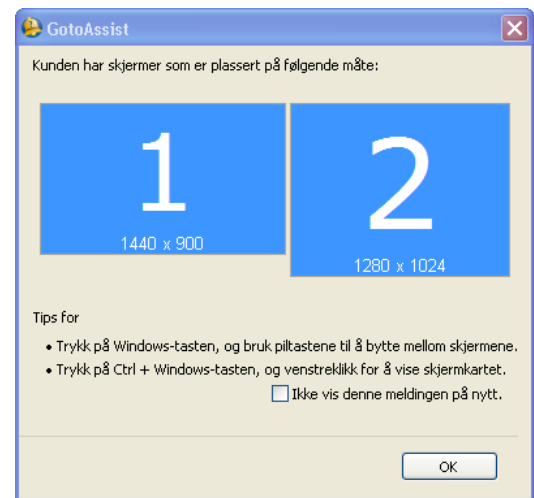 GotoAssist
Kunden har skjermer som er plassert på følgende måte:
1
1440 x 900
2
1280 x 1024
Tips for
• Trykk på Windows-tasten, og bruk piltastene til å bytte mellom skjermene.
• Trykk på Ctrl + Windows-tasten, og venstreklikk for å vise skjermkartet.
Ikke vis denne meldingen på nytt.
OK